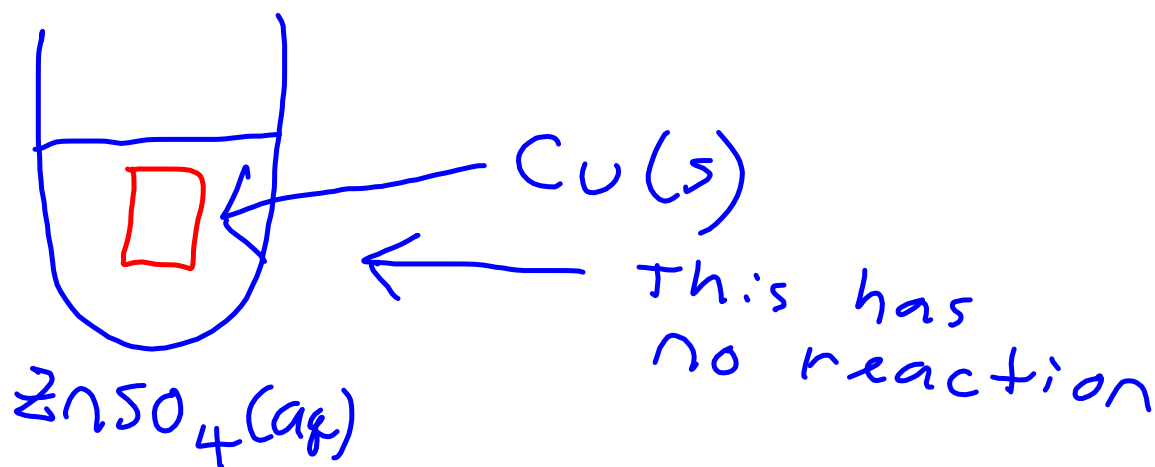 Cu(s)
This has
no reaction
ZnSO₄(aq)